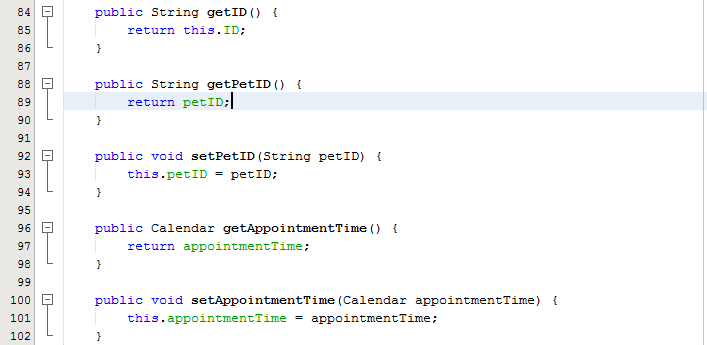 84 public String getID() {
85 return this.ID;
86 }
87
88 public String getPetID() {
89 return petID;
90 }
91
92 public void setPetID(String petID) {
93 this.petID = petID;
94 }
95
96 public Calendar getAppointmentTime() {
97 return appointmentTime;
98 }
99
100 public void setAppointmentTime(Calendar appointmentTime) {
101 this.appointmentTime = appointmentTime;
102 }